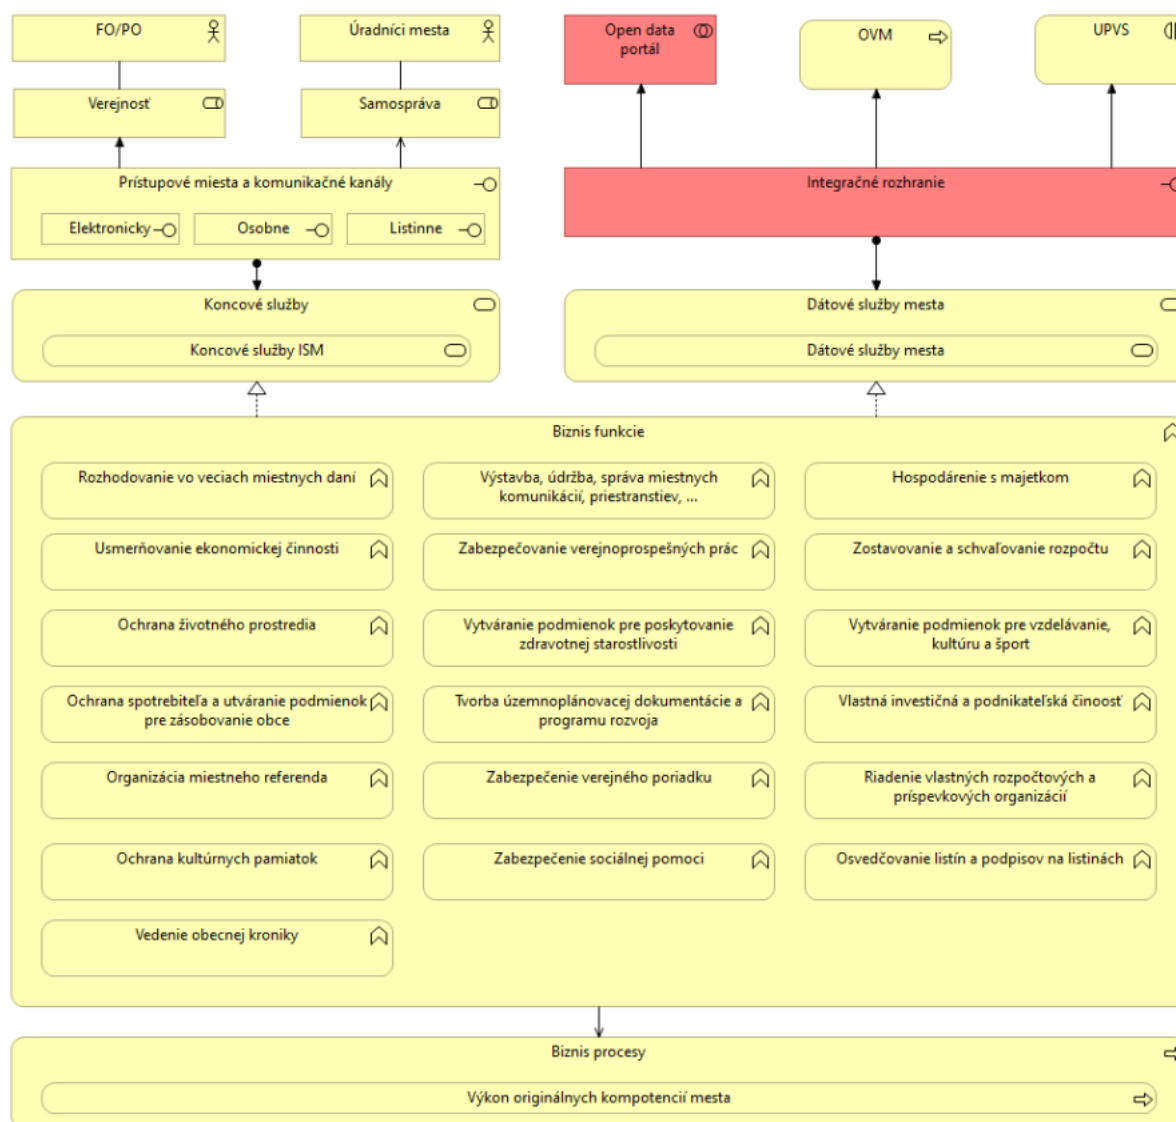 FO/PO
Úradníci mesta
Open data
portál
OVM
UPVS
Verejnosť
Samospráva
Prístupové miesta a komunikačné kanály
Integračné rozhranie
Elektronicky
Osobne
Listinne
Koncové služby
Dátové služby mesta
Koncové služby ISM
Dátové služby mesta
Biznis funkcie
Rozhodovanie vo veciach miestnych daní
Výstavba, údržba, správa miestnych
komunikácií, priestranstiev, ...
Hospodárenie s majetkom
Usmerňovanie ekonomickej činnosti
Zabezpečovanie verejnoprospešných prác
Zostavovanie a schvaľovanie rozpočtu
Ochrana životného prostredia
Vytváranie podmienok pre poskytovanie
zdravotnej starostlivosti
Vytváranie podmienok pre vzdelávanie,
kultúru a šport
Ochrana spotrebiteľa a utváranie podmienok
pre zásobovanie obce
Tvorba územnoplánovacej dokumentácie a
programu rozvoja
Vlastná investičná a podnikateľská činoosť
Organizácia miestneho referenda
Zabezpečenie verejného poriadku
Riadenie vlastných rozpočtových a
príspevkových organizácií
Ochrana kultúrnych pamiatok
Zabezpečenie sociálnej pomoci
Osvedčovanie listín a podpisov na listinách
Vedenie obecnej kroniky
Biznis procesy
Výkon originálnych kompotencií mesta